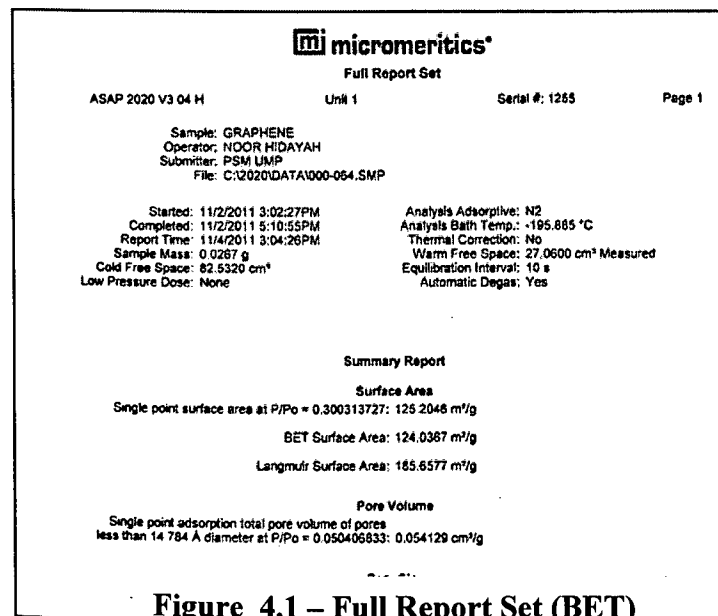 mi micromeritics®
Full Report Set
ASAP 2020 V3 04 H Unit 1 Serial #: 1265 Page 1
Sample: GRAPHENE
Operator: NOOR HIDAYAH
Submitter: PSM UMP
File: C:\2020\DATA\000-064.SMP
Started: 11/2/2011 3:02:27PM Analysis Adsorptive: N2
Completed: 11/2/2011 5:10:55PM Analysis Bath Temp.: -195.885 °C
Report Time: 11/4/2011 3:04:26PM Thermal Correction: No
Sample Mass: 0.0267 g Warm Free Space: 27.0600 cm³ Measured
Cold Free Space: 82.5320 cm³ Equilibration Interval: 10 s
Low Pressure Dose: None Automatic Degas: Yes
Summary Report
Surface Area
Single point surface area at P/Po = 0.300313727: 125.2046 m²/g
BET Surface Area: 124.0367 m²/g
Langmuir Surface Area: 185.6577 m²/g
Pore Volume
Single point adsorption total pore volume of pores
less than 14 784 Å diameter at P/Po = 0.050406833: 0.054129 cm³/g
Figure 4.1 – Full Report Set (BET)